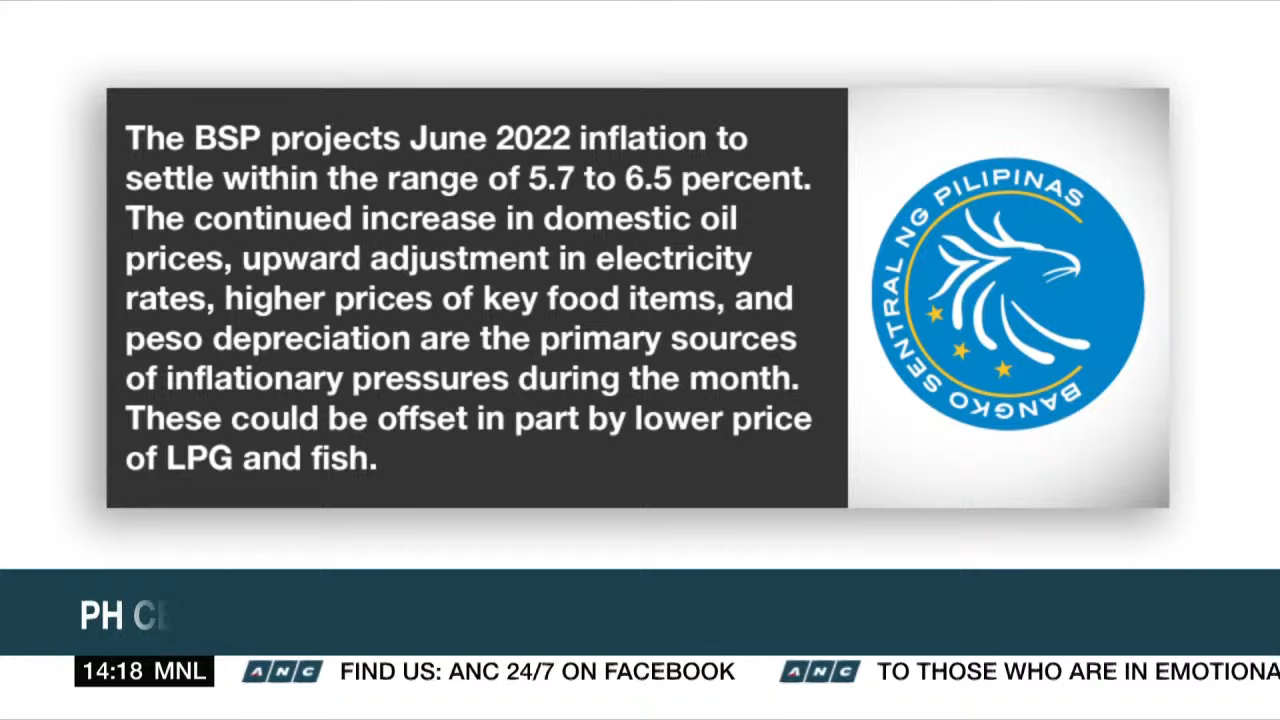 The BSP projects June 2022 inflation to
settle within the range of 5.7 to 6.5 percent.
The continued increase in domestic oil
prices, upward adjustment in electricity
rates, higher prices of key food items, and
peso depreciation are the primary sources
of inflationary pressures during the month.
These could be offset in part by lower price
of LPG and fish.
BANGKO SENTRAL NG PILIPINAS
PH
14:18 MNL ANC FIND US: ANC 24/7 ON FACEBOOK ANC TO THOSE WHO ARE IN EMOTIONA